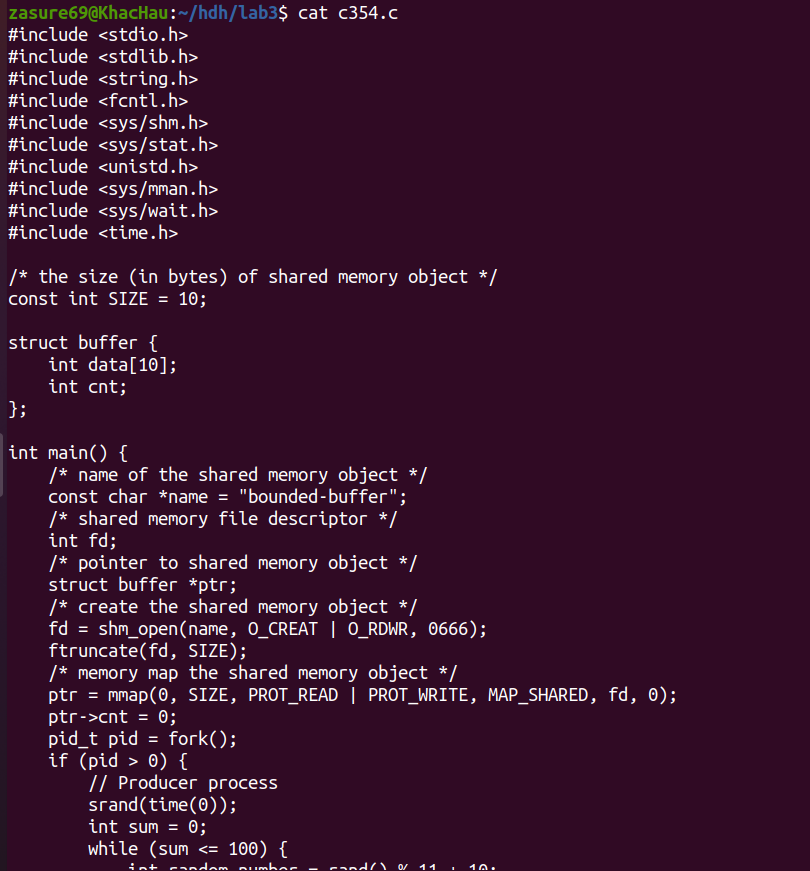 zasure69@KhacHau:~/hdh/lab3$ cat c354.c
#include <stdio.h>
#include <stdlib.h>
#include <string.h>
#include <fcntl.h>
#include <sys/shm.h>
#include <sys/stat.h>
#include <unistd.h>
#include <sys/mman.h>
#include <sys/wait.h>
#include <time.h>

/* the size (in bytes) of shared memory object */
const int SIZE = 10;

struct buffer {
    int data[10];
    int cnt;
};

int main() {
    /* name of the shared memory object */
    const char *name = "bounded-buffer";
    /* shared memory file descriptor */
    int fd;
    /* pointer to shared memory object */
    struct buffer *ptr;
    /* create the shared memory object */
    fd = shm_open(name, O_CREAT | O_RDWR, 0666);
    ftruncate(fd, SIZE);
    /* memory map the shared memory object */
    ptr = mmap(0, SIZE, PROT_READ | PROT_WRITE, MAP_SHARED, fd, 0);
    ptr->cnt = 0;
    pid_t pid = fork();
    if (pid > 0) {
        // Producer process
        srand(time(0));
        int sum = 0;
        while (sum <= 100) {
            int random_number = rand() % 11 + 10;